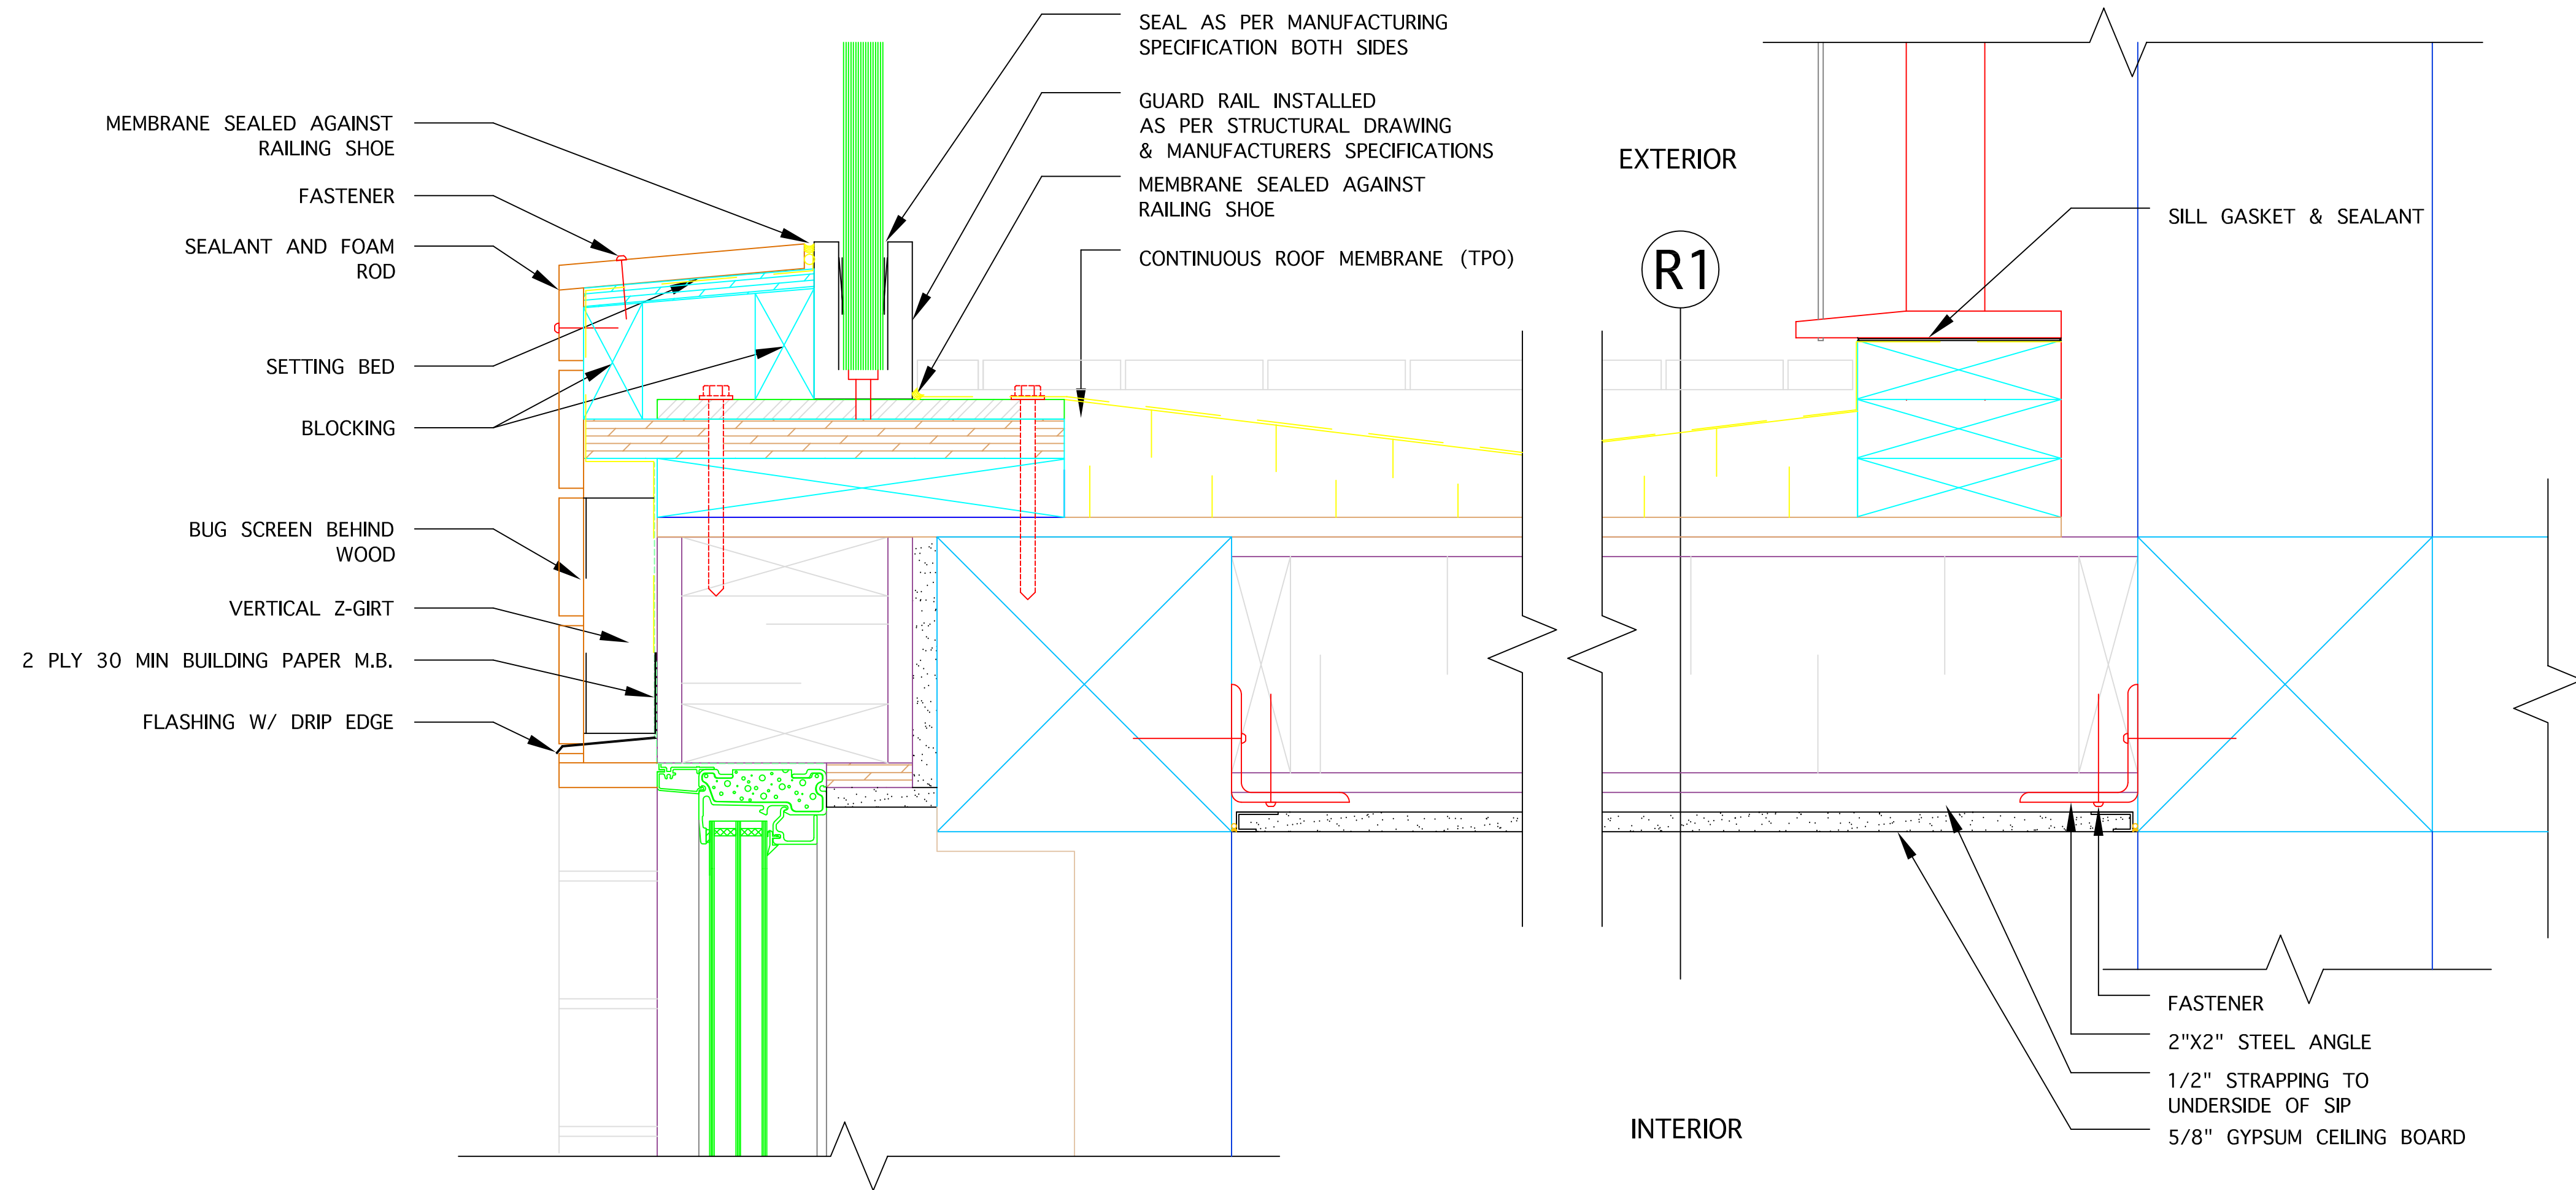 MEMBRANE SEALED AGAINST
RAILING SHOE
FASTENER
SEALANT AND FOAM
ROD
SETTING BED
BLOCKING
BUG SCREEN BEHIND
WOOD
VERTICAL Z-GIRT
2 PLY 30 MIN BUILDING PAPER M.B.
FLASHING W/ DRIP EDGE
SEAL AS PER MANUFACTURING
SPECIFICATION BOTH SIDES
GUARD RAIL INSTALLED
AS PER STRUCTURAL DRAWING
& MANUFACTURERS SPECIFICATIONS
MEMBRANE SEALED AGAINST
RAILING SHOE
CONTINUOUS ROOF MEMBRANE (TPO)
EXTERIOR
R1
SILL GASKET & SEALANT
INTERIOR
FASTENER
2"X2" STEEL ANGLE
1/2" STRAPPING TO
UNDERSIDE OF SIP
5/8" GYPSUM CEILING BOARD